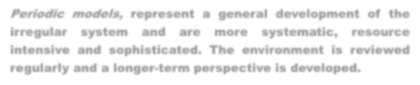 Periodic models, represent a general development of the
irregular system and are more systematic, resource
intensive and sophisticated. The environment is reviewed
regularly and a longer-term perspective is developed.